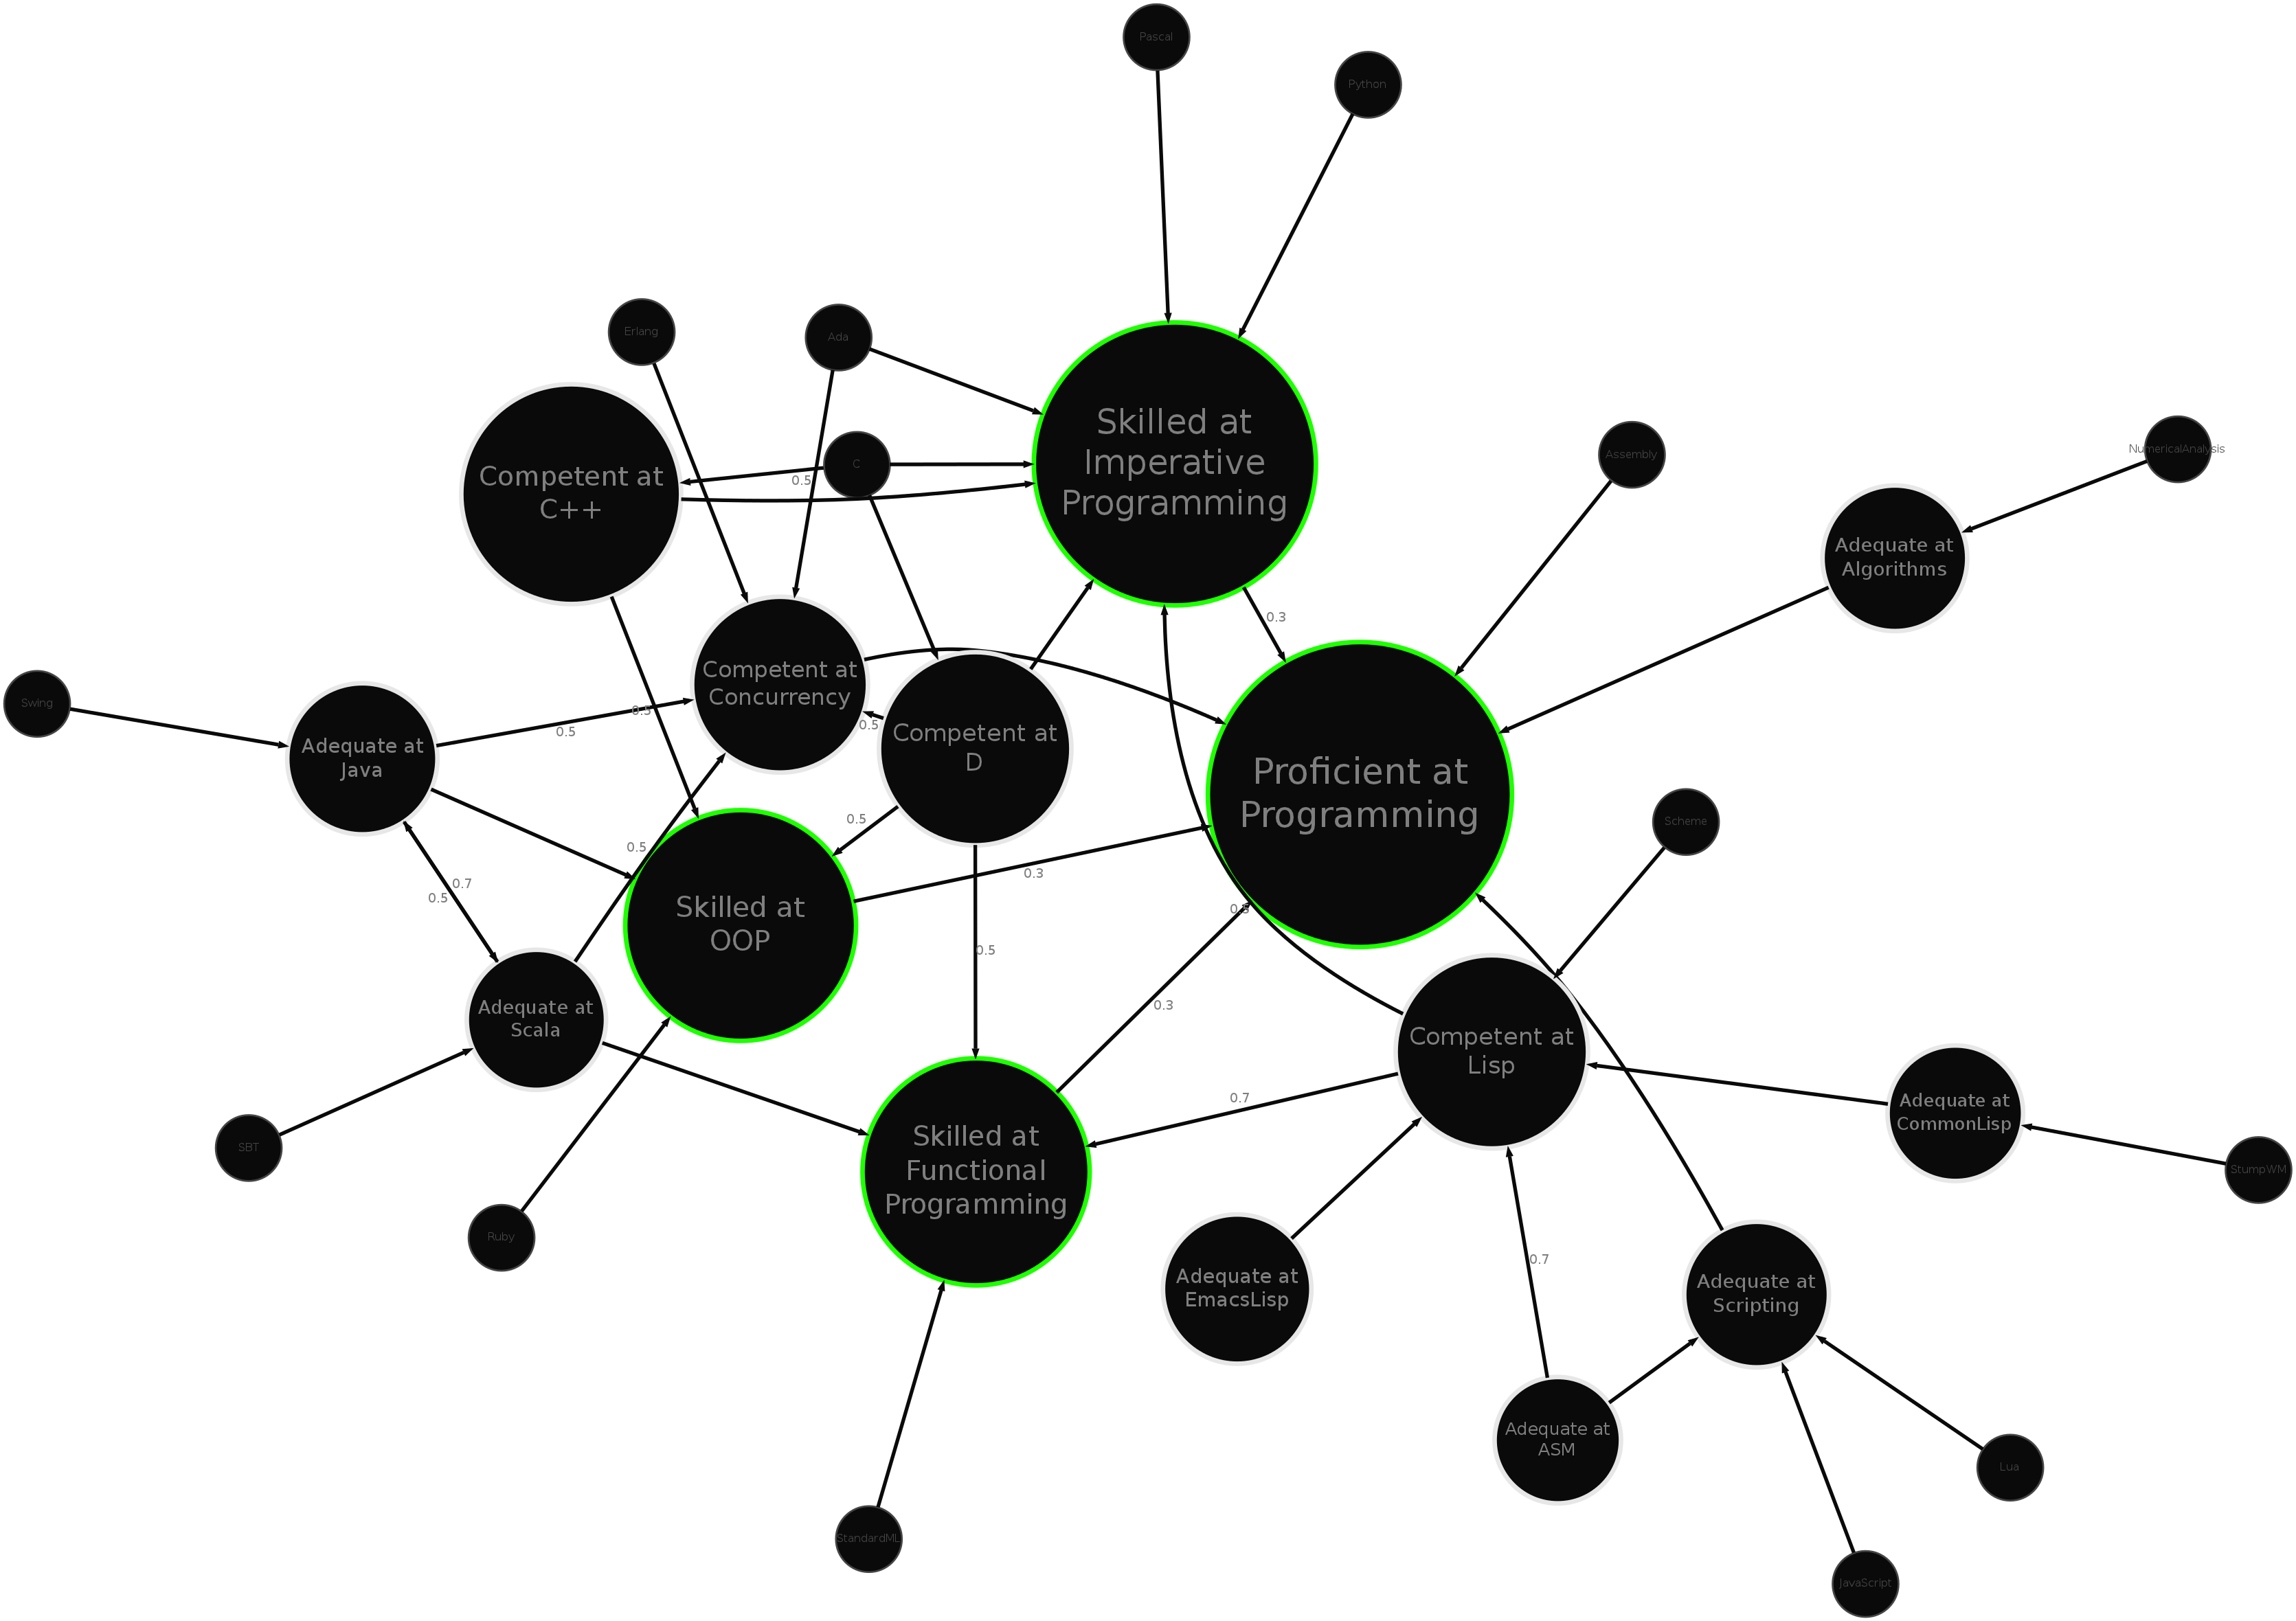 Pascal
Python
Erlang
Ada
Skilled at
Imperative
Programming
C
Competent at
C++
0.5
Assembly
NumericalAnalysis
Adequate at
Algorithms
0.3
Competent at
Concurrency
Swing
0.5
0.5
0.5
Competent at
D
Adequate at
Java
Proficient at
Programming
0.5
0.5
Scheme
0.7
0.5
0.3
Skilled at
OOP
0.5
Adequate at
Scala
0.3
Competent at
Lisp
0.7
Adequate at
CommonLisp
SBT
Skilled at
Functional
Programming
StumpWM
Ruby
0.7
Adequate at
EmacsLisp
Adequate at
Scripting
Adequate at
ASM
Lua
StandardML
JavaScript